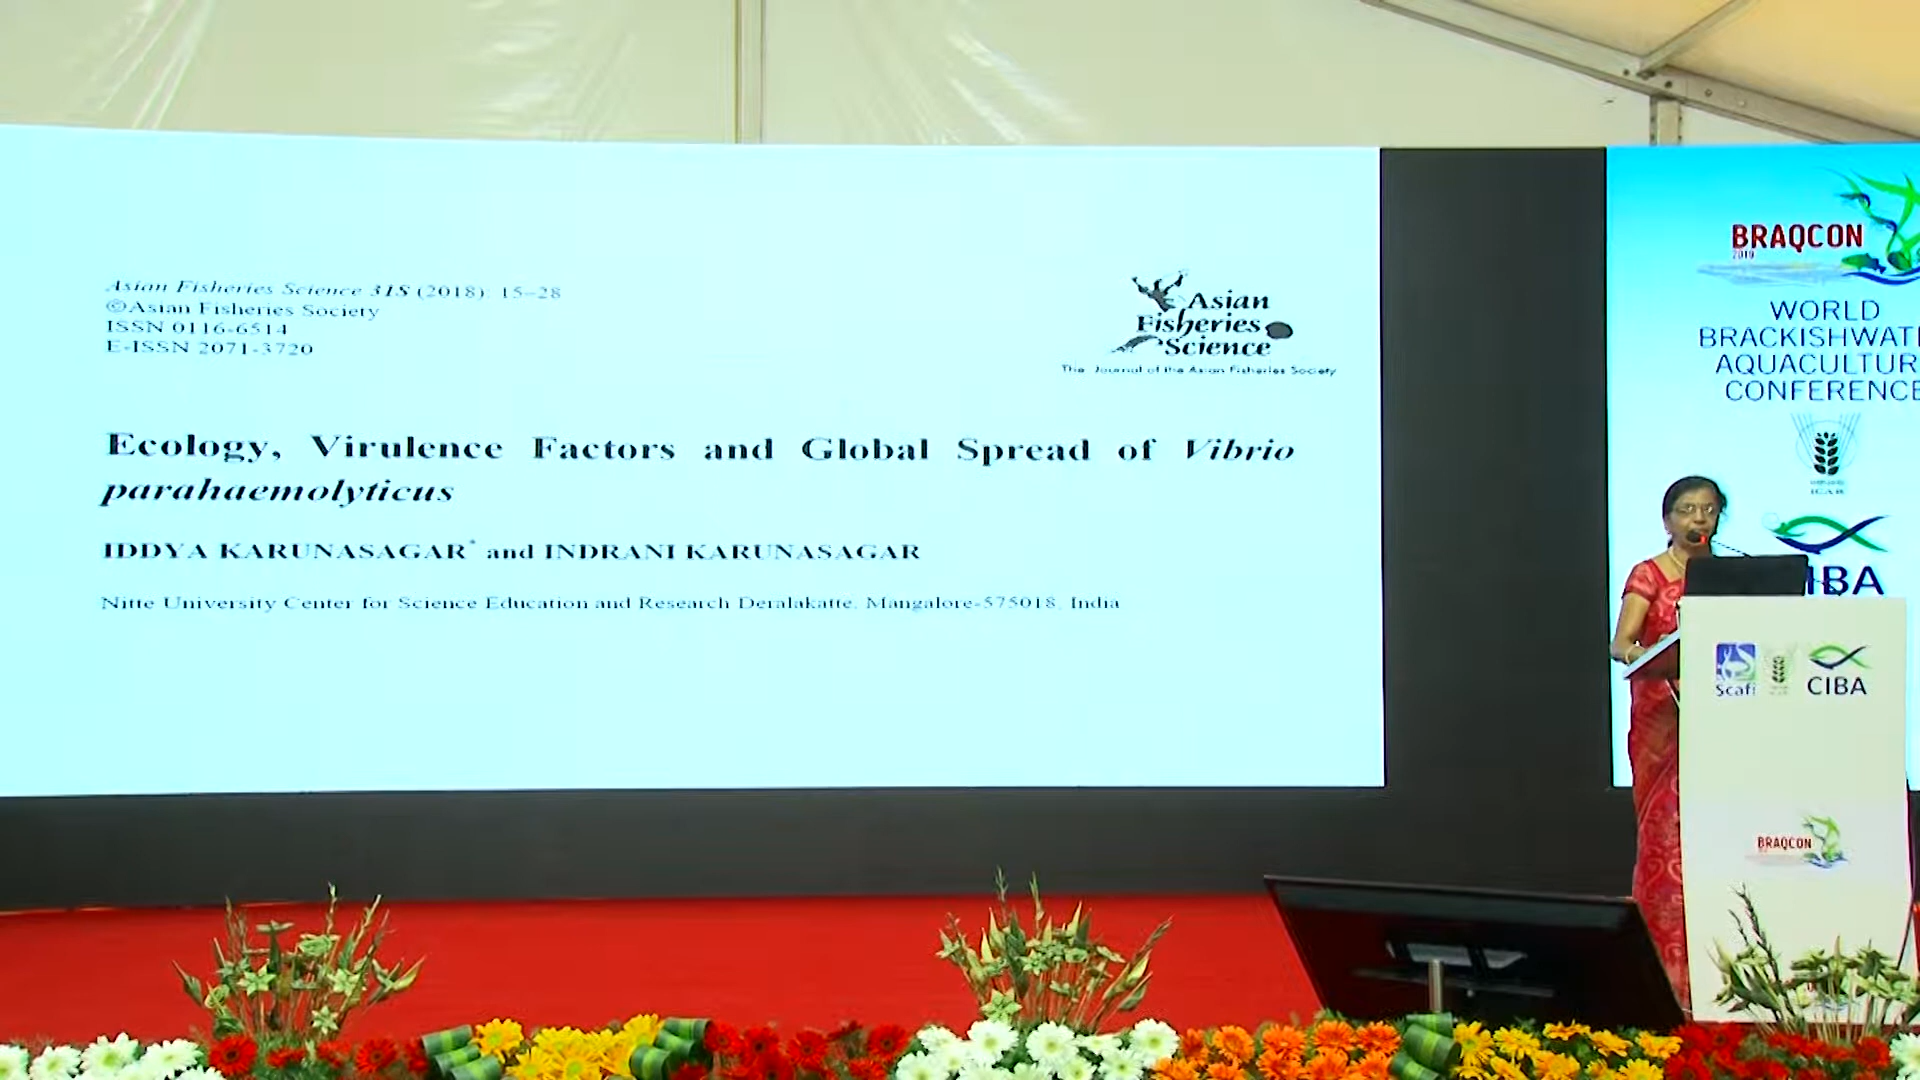 Asian Fisheries Science 31S (2018): 15–28
©Asian Fisheries Society
ISSN 0116-6514
E-ISSN 2071-3720
Asian
Fisheries
Science
The Journal of the Asian Fisheries Society
Ecology, Virulence Factors and Global Spread of Vibrio
parahaemolyticus
IDDYA KARUNASAGAR* and INDRANI KARUNASAGAR
Nitte University Center for Science Education and Research Deralakatte, Mangalore-575018, India
BRAQCON
2019
WORLD
BRACKISHWATE
AQUACULTUR
CONFERENCE
ICAR
CIBA
Scafi
CIBA
BRAQCON